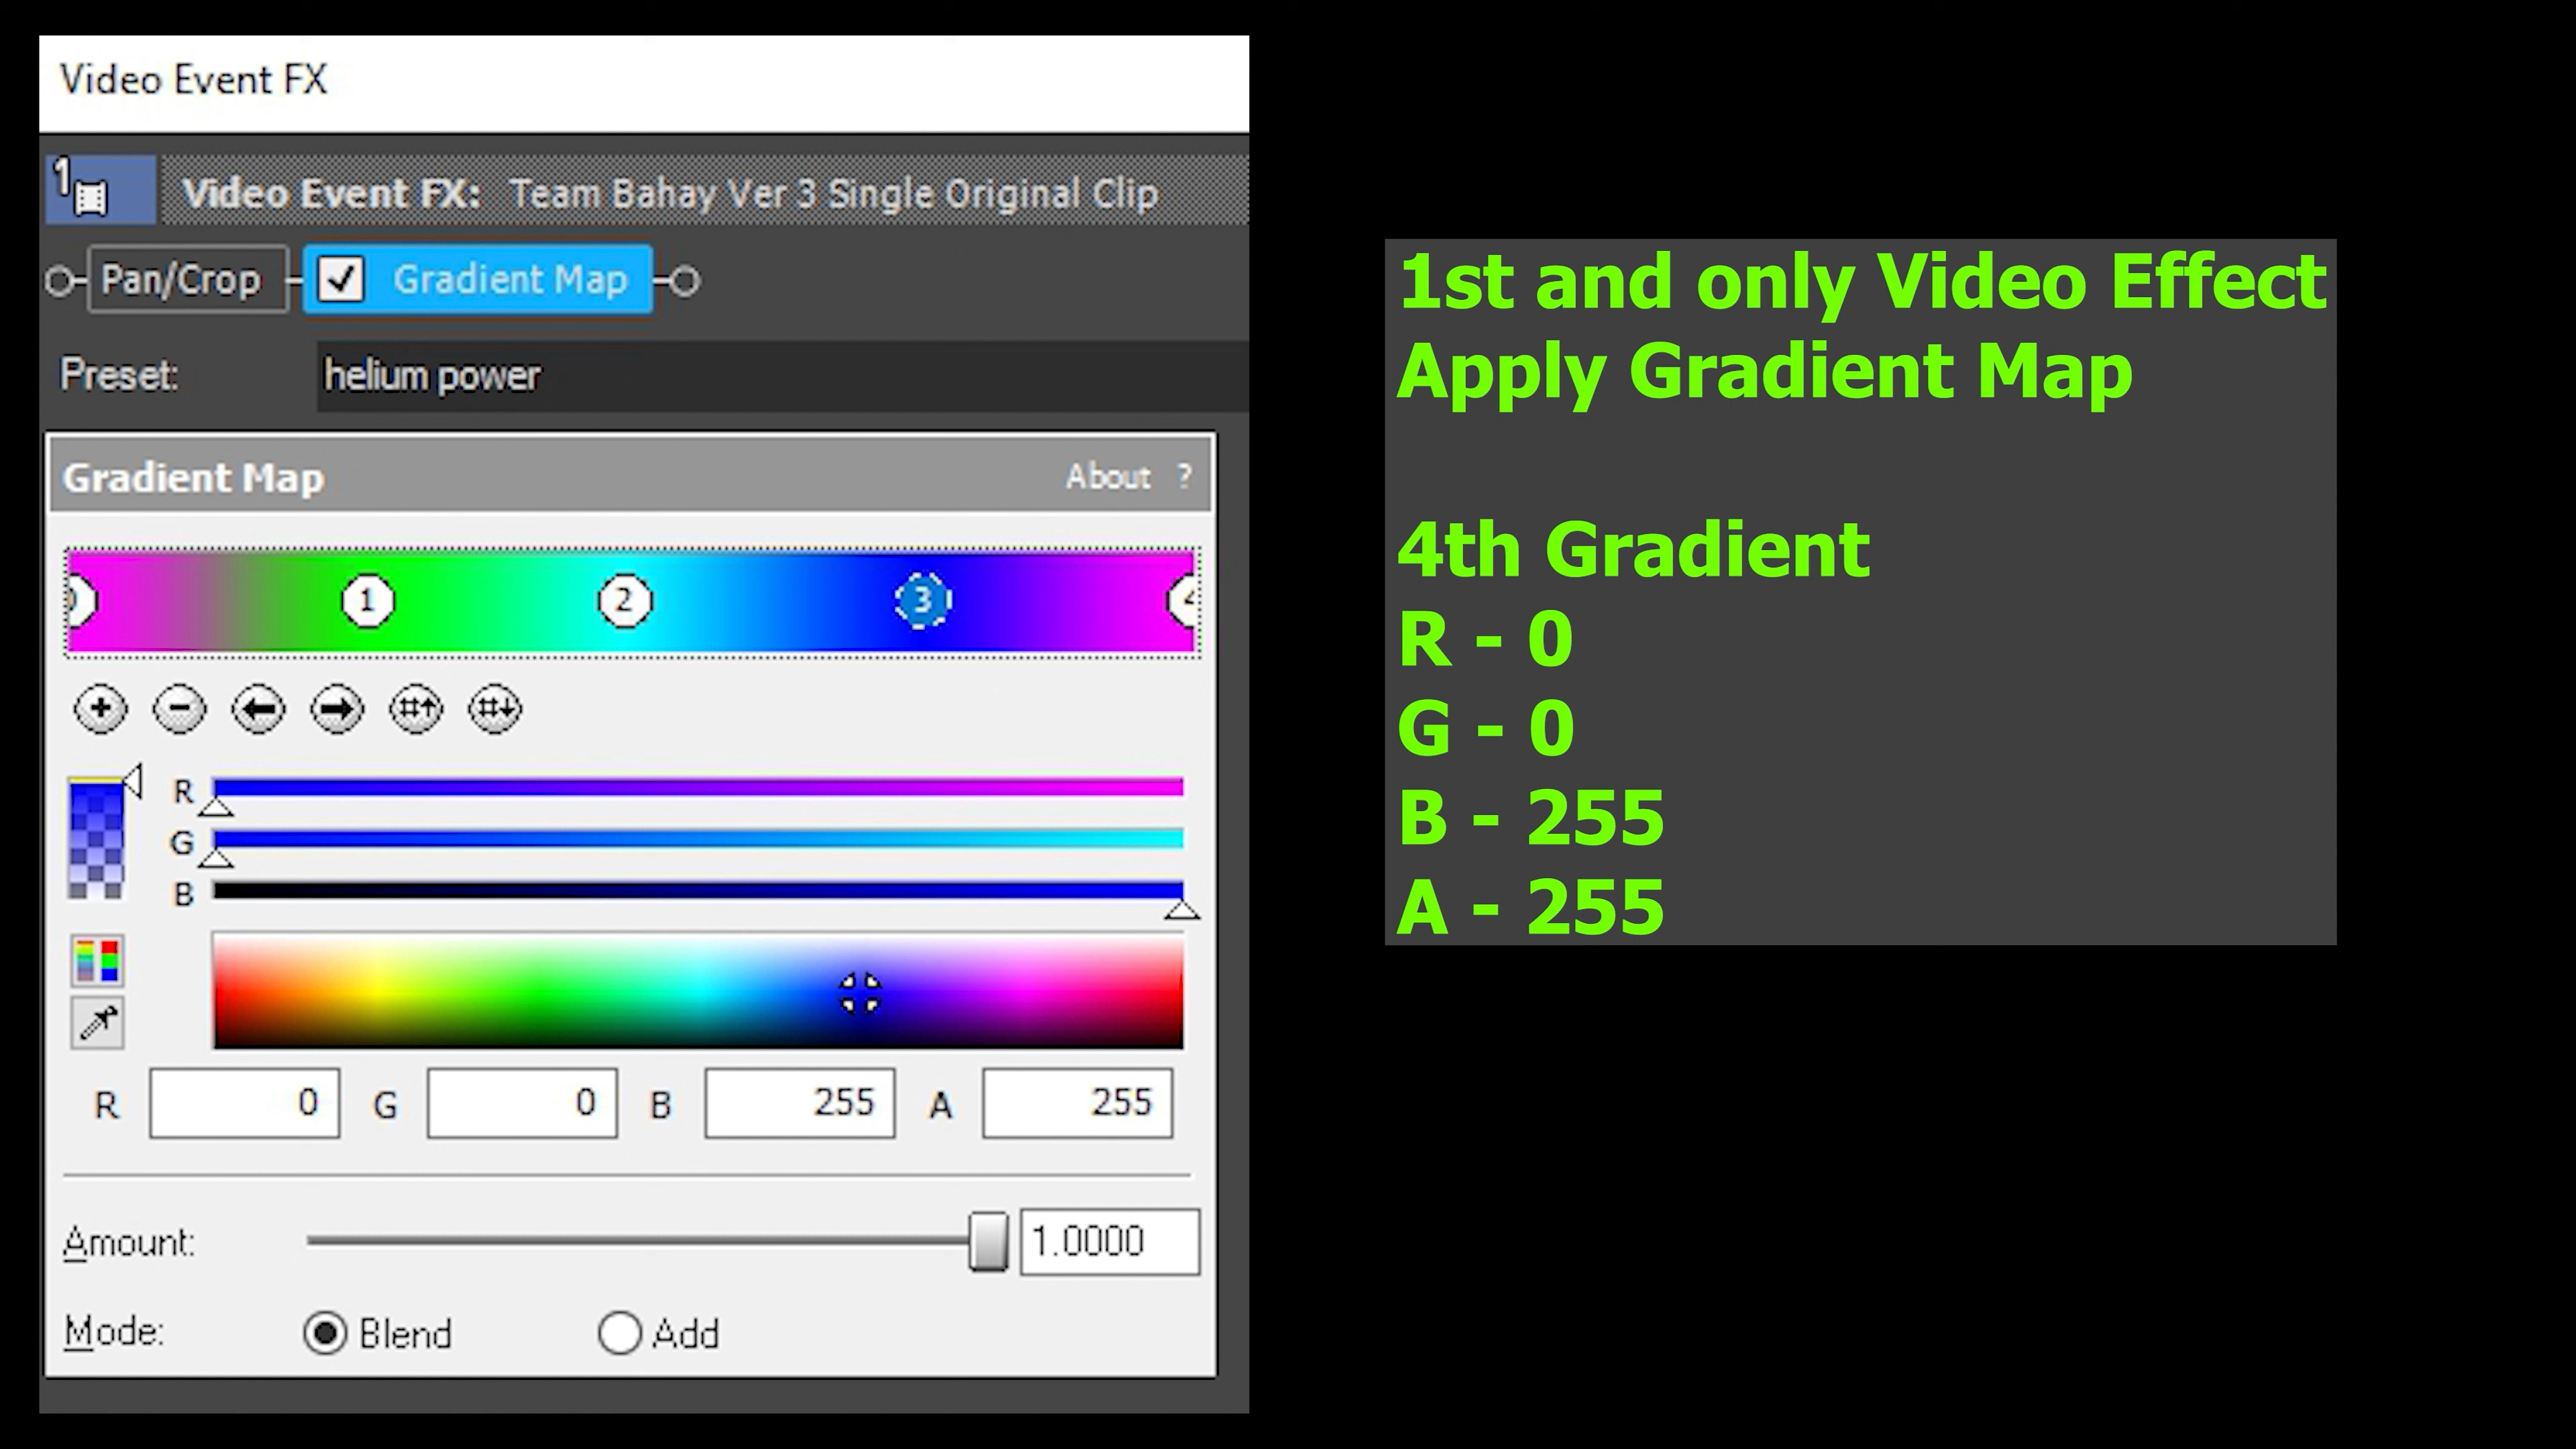 Video Event FX
1
Video Event FX: Team Bahay Ver 3 Single Original Clip
Pan/Crop Gradient Map
Preset: helium power
Gradient Map About ?
1 2 3 4
R
G
B
R 0 G 0 B 255 A 255
Amount: 1.0000
Mode: Blend Add
1st and only Video Effect
Apply Gradient Map
4th Gradient
R - 0
G - 0
B - 255
A - 255